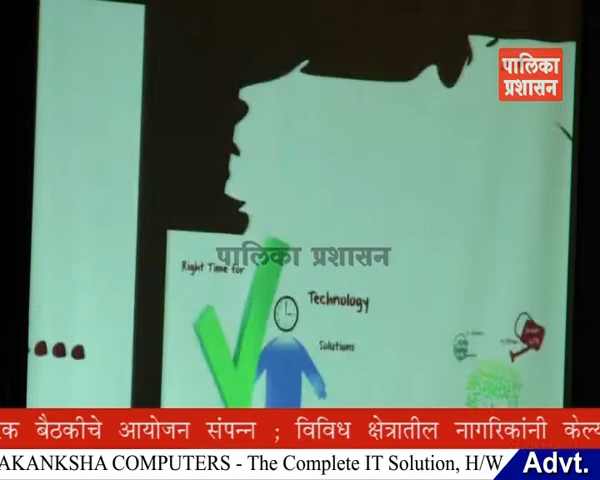 पालिका
प्रशासन
पालिका प्रशासन
Right Time for
Technology
Solutions
बैठकीचे आयोजन संपन्न ; विविध क्षेत्रातील नागरिकांनी
AKANKSHA COMPUTERS - The Complete IT Solution, H/W
Advt.